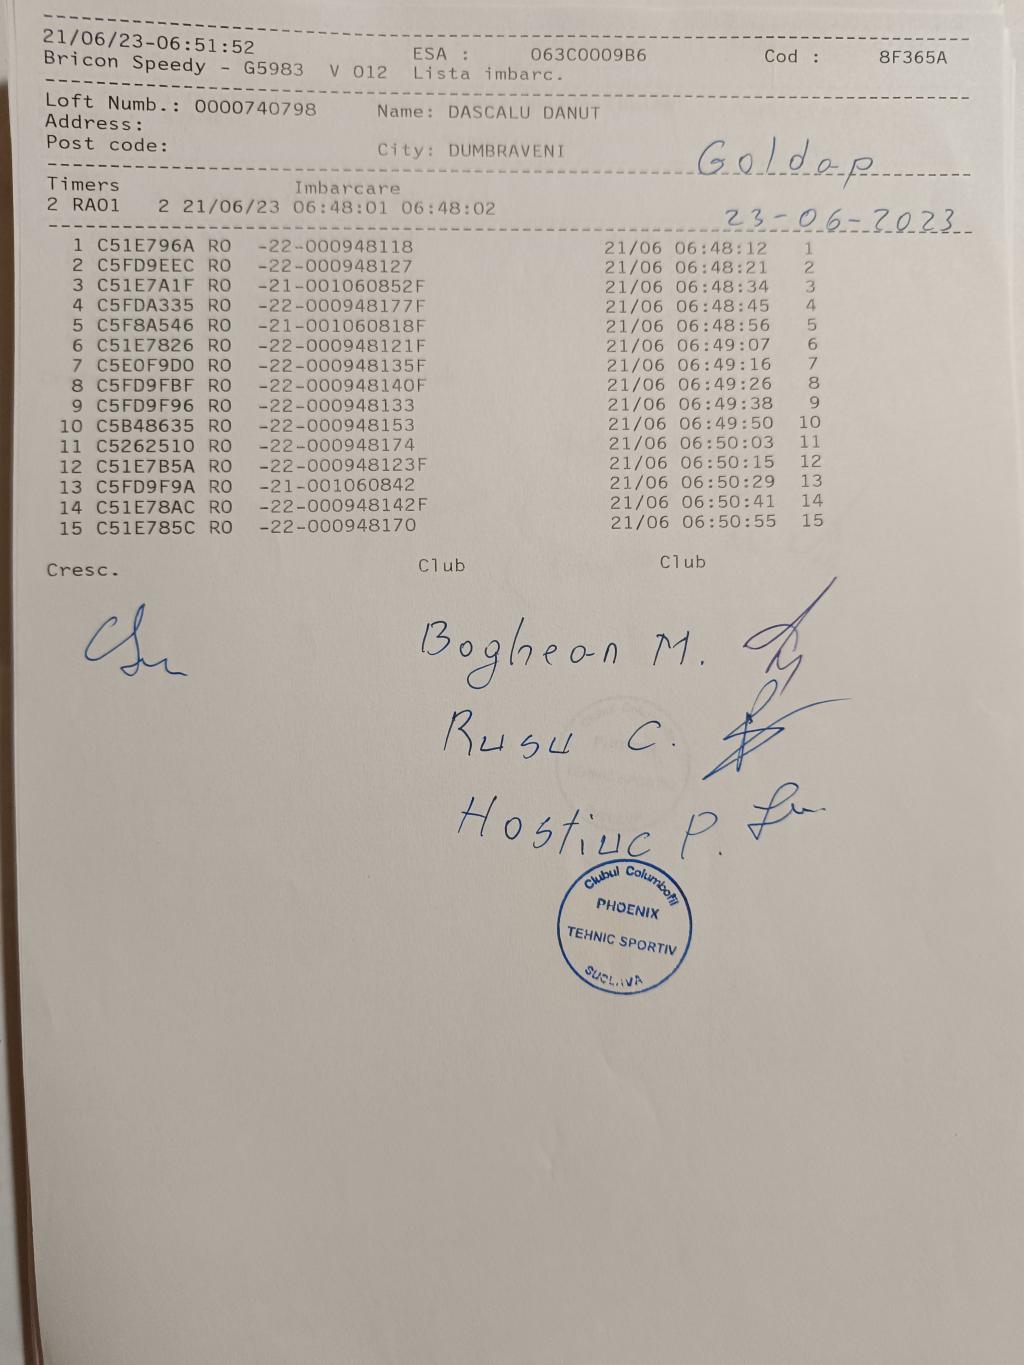 21/06/23-06:51:52 ESA : 063C0009B6 Cod : 8F365A
Bricon Speedy - G5983 V 012 Lista imbarc.
Loft Numb.: 0000740798 Name: DASCALU DANUT
Address:
Post code: City: DUMBRAVENI
Goldap
Timers Imbarcare
2 RA01 2 21/06/23 06:48:01 06:48:02
23-06-2023
1 C51E796A RO -22-000948118 21/06 06:48:12 1
2 C5FD9EEC RO -22-000948127 21/06 06:48:21 2
3 C51E7A1F RO -21-001060852F 21/06 06:48:34 3
4 C5FDA335 RO -22-000948177F 21/06 06:48:45 4
5 C5F8A546 RO -21-001060818F 21/06 06:48:56 5
6 C51E7826 RO -22-000948121F 21/06 06:49:07 6
7 C5E0F9D0 RO -22-000948135F 21/06 06:49:16 7
8 C5FD9FBF RO -22-000948140F 21/06 06:49:26 8
9 C5FD9F96 RO -22-000948133 21/06 06:49:38 9
10 C5B48635 RO -22-000948153 21/06 06:49:50 10
11 C5262510 RO -22-000948174 21/06 06:50:03 11
12 C51E7B5A RO -22-000948123F 21/06 06:50:15 12
13 C5FD9F9A RO -21-001060842 21/06 06:50:29 13
14 C51E78AC RO -22-000948142F 21/06 06:50:41 14
15 C51E785C RO -22-000948170 21/06 06:50:55 15
Cresc. Club Club
Boghean M.
Rusu C.
Hostiuc P.
Clubul Columbofil
PHOENIX
TEHNIC SPORTIV
SUCEAVA